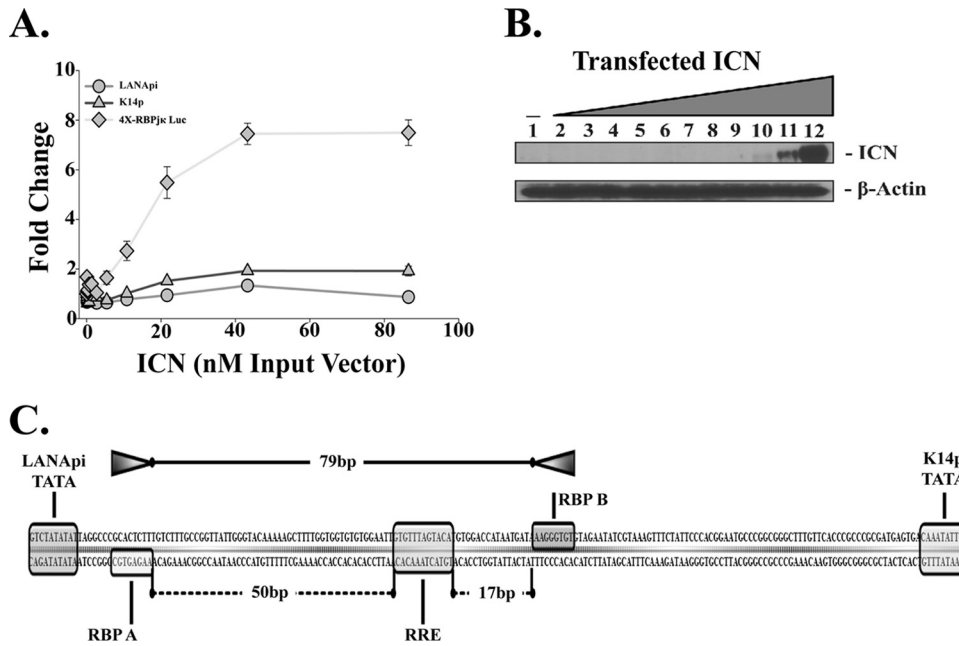 A.
10
8
6
4
2
0
Fold Change
LANApi
K14p
4X-RBPjκ Luc
0 20 40 60 80 100
ICN (nM Input Vector)
B.
Transfected ICN
– 2 3 4 5 6 7 8 9 10 11 12
1
- ICN
- β-Actin
C.
LANApi
TATA
79bp
K14p
TATA
RBP B
50bp
17bp
RBP A
RRE